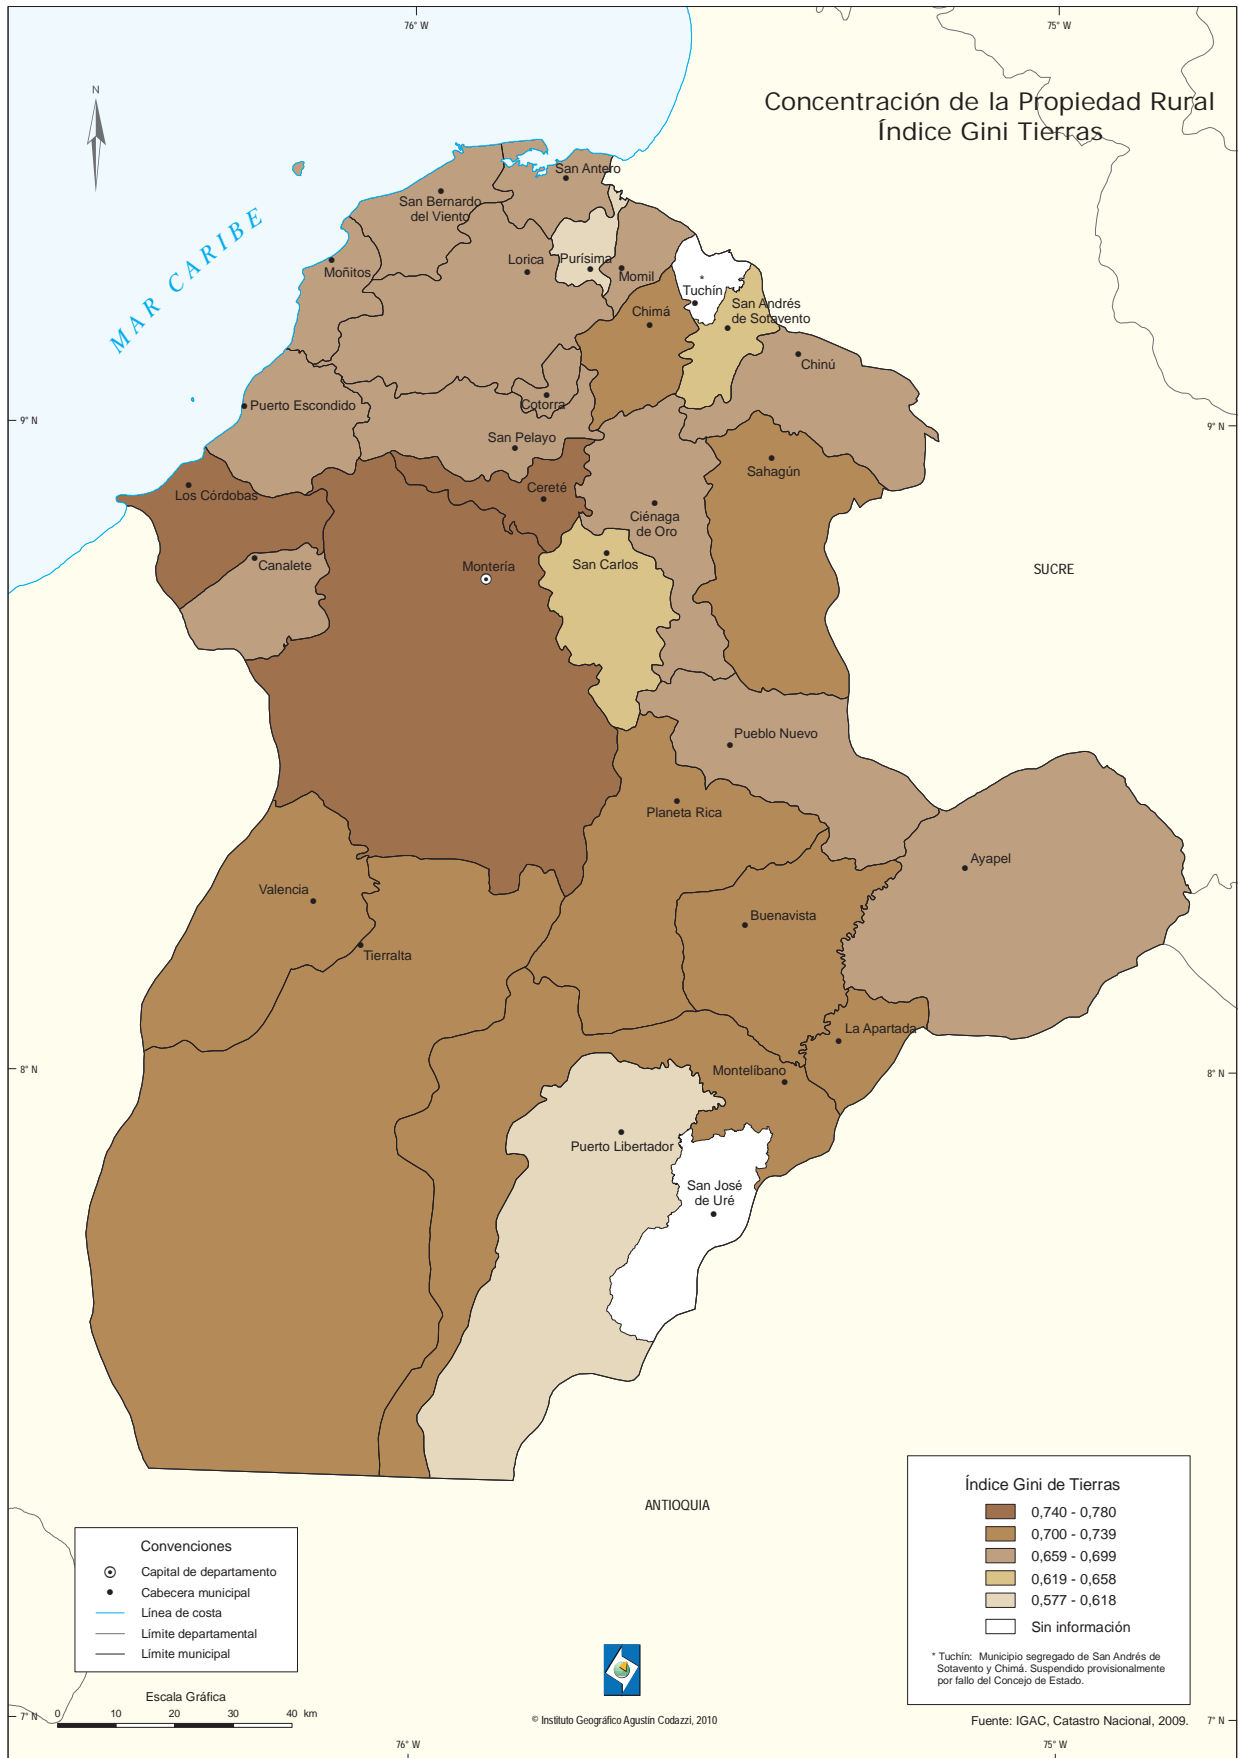 76° W
75° W
N
Concentración de la Propiedad Rural
Índice Gini Tierras
MAR CARIBE
San Antero
San Bernardo
del Viento
Moñitos
Lorica
Purísima
Momil
*
Tuchín
San Andrés
de Sotavento
Chimá
Chinú
Puerto Escondido
Cotorra
9° N
9° N
San Pelayo
Sahagún
Los Córdobas
Cereté
Ciénaga
de Oro
Canalete
Montería
San Carlos
SUCRE
Pueblo Nuevo
Planeta Rica
Ayapel
Valencia
Buenavista
Tierralta
La Apartada
8° N
8° N
Montelíbano
Puerto Libertador
San José
de Uré
ANTIOQUIA
Índice Gini de Tierras
0,740 - 0,780
0,700 - 0,739
0,659 - 0,699
0,619 - 0,658
0,577 - 0,618
Sin información
* Tuchín: Municipio segregado de San Andrés de
Sotavento y Chimá. Suspendido provisionalmente
por fallo del Concejo de Estado.
Convenciones
Capital de departamento
Cabecera municipal
Línea de costa
Límite departamental
Límite municipal
Escala Gráfica
0 10 20 30 40 km
7° N
© Instituto Geográfico Agustín Codazzi, 2010
Fuente: IGAC, Catastro Nacional, 2009.
7° N
76° W
75° W